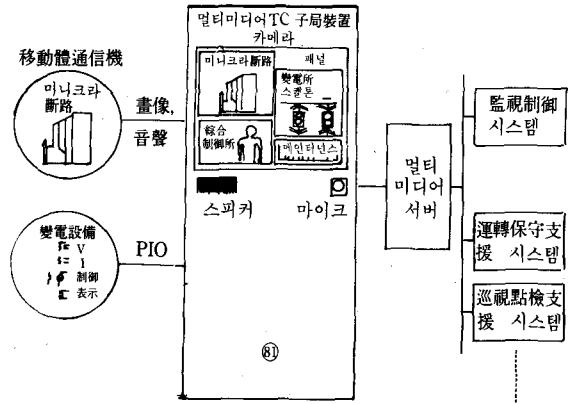 멀티미디어 TC 子局裝置
카메라
移動體通信機
미니크라
斷路
畫像,
音聲
미니크라斷路
패널
變電所
스켈톤
綜合
制御所
메인터넌스
스피커
마이크
變電設備
V
I
制御
表示
PIO
81
멀티
미디어
서버
監視制御
시스템
運轉保守支
援 시스템
巡視點檢支
援 시스템